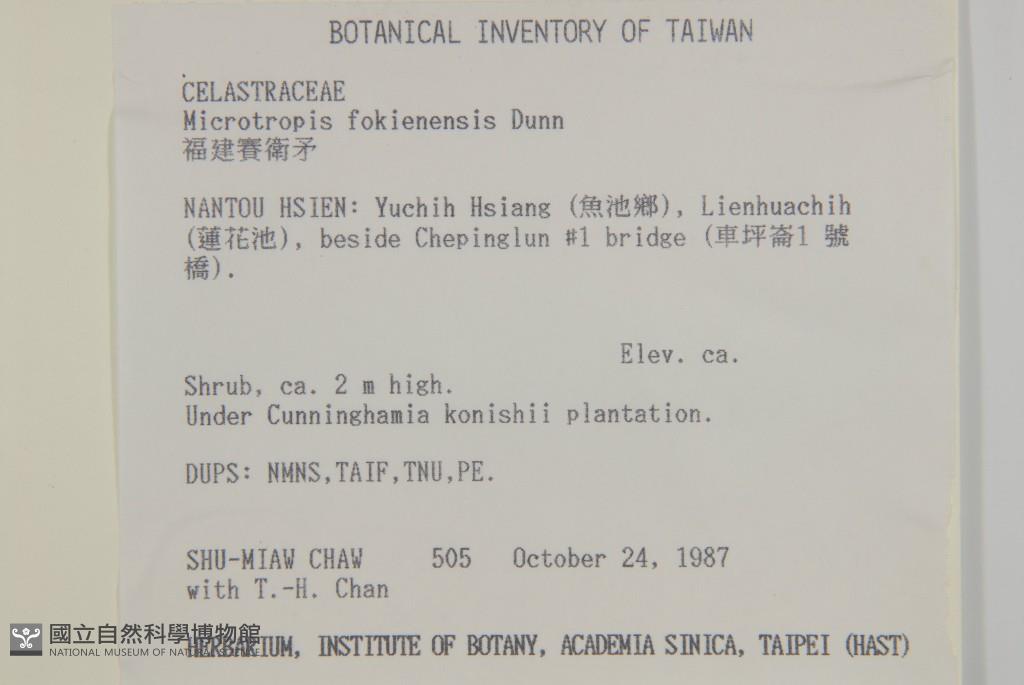 BOTANICAL INVENTORY OF TAIWAN
CELASTRACEAE
Microtropis fokienensis Dunn
福建賽衛矛
NANTOU HSIEN: Yuchih Hsiang (魚池鄉), Lienhuachih
(蓮花池), beside Chepinglun #1 bridge (車坪崙1 號
橋).
Elev. ca.
Shrub, ca. 2 m high.
Under Cunninghamia konishii plantation.
DUPS: NMNS,TAIF,TNU,PE.
SHU-MIAW CHAW 505 October 24, 1987
with T.-H. Chan
國立自然科學博物館
NATIONAL MUSEUM OF NATURAL SCIENCE
HERBARIUM, INSTITUTE OF BOTANY, ACADEMIA SINICA, TAIPEI (HAST)